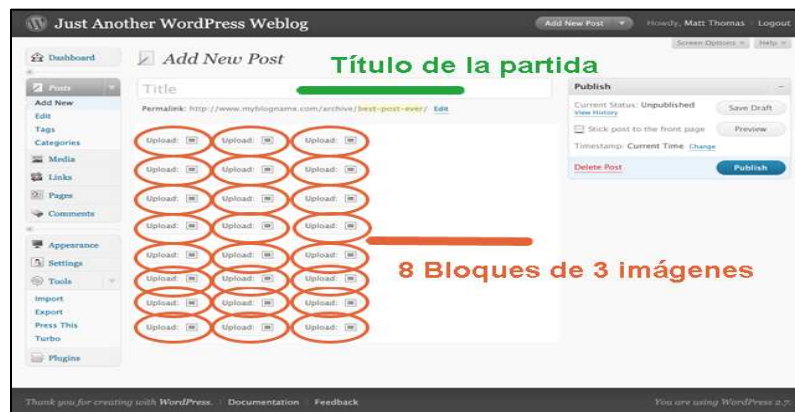 Just Another WordPress Weblog
Add New Post
Howdy, Matt Thomas
Logout
Screen Options
Help
Dashboard
Add New Post
Título de la partida
Posts
Add New
Edit
Tags
Categories
Media
Links
Pages
Comments
Appearance
Settings
Tools
Import
Export
Press This
Turbo
Plugins
Title
Permalink: http://www.myblogname.com/archive/best-post-ever/ Edit
Upload: Upload: Upload:
Upload: Upload: Upload:
Upload: Upload: Upload:
Upload: Upload: Upload:
Upload: Upload: Upload:
Upload: Upload: Upload:
Upload: Upload: Upload:
Upload: Upload: Upload:
8 Bloques de 3 imágenes
Publish
Current Status: Unpublished
View History
Save Draft
Stick post to the front page
Preview
Timestamp: Current Time Change
Delete Post
Publish
Thank you for creating with WordPress. Documentation Feedback
You are using WordPress 2.7.